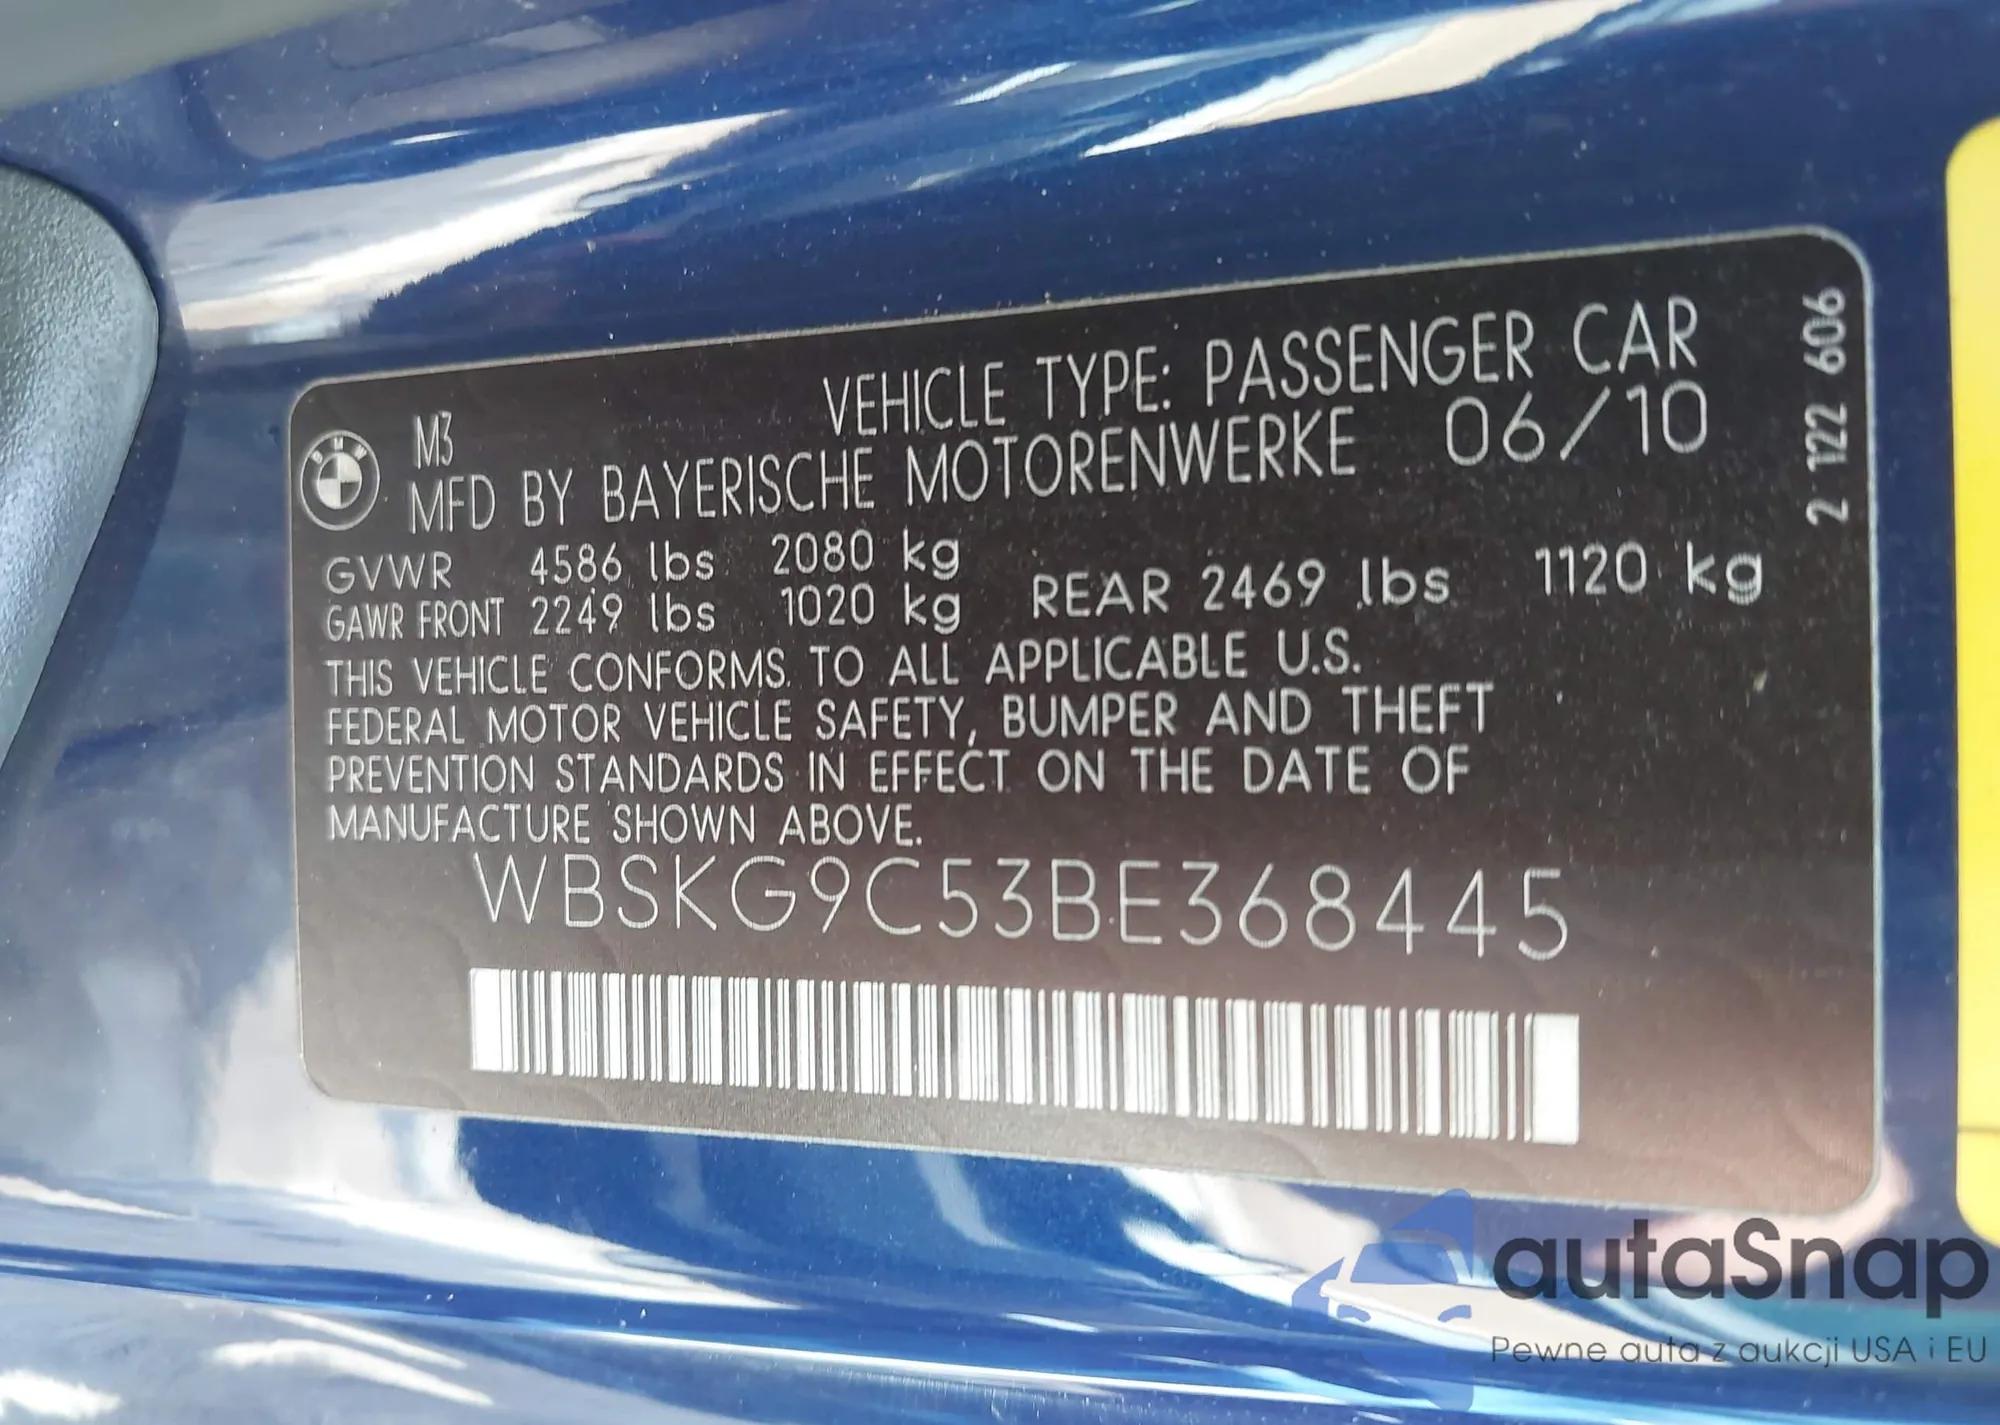 M3
VEHICLE TYPE: PASSENGER CAR
MFD BY BAYERISCHE MOTORENWERKE 06/10
GVWR 4586 lbs 2080 kg
GAWR FRONT 2249 lbs 1020 kg REAR 2469 lbs 1120 kg
THIS VEHICLE CONFORMS TO ALL APPLICABLE U.S.
FEDERAL MOTOR VEHICLE SAFETY, BUMPER AND THEFT
PREVENTION STANDARDS IN EFFECT ON THE DATE OF
MANUFACTURE SHOWN ABOVE.
WBSKG9C53BE368445
2 122 606
BMW
autaSnap
Pewne auta z aukcji USA i EU